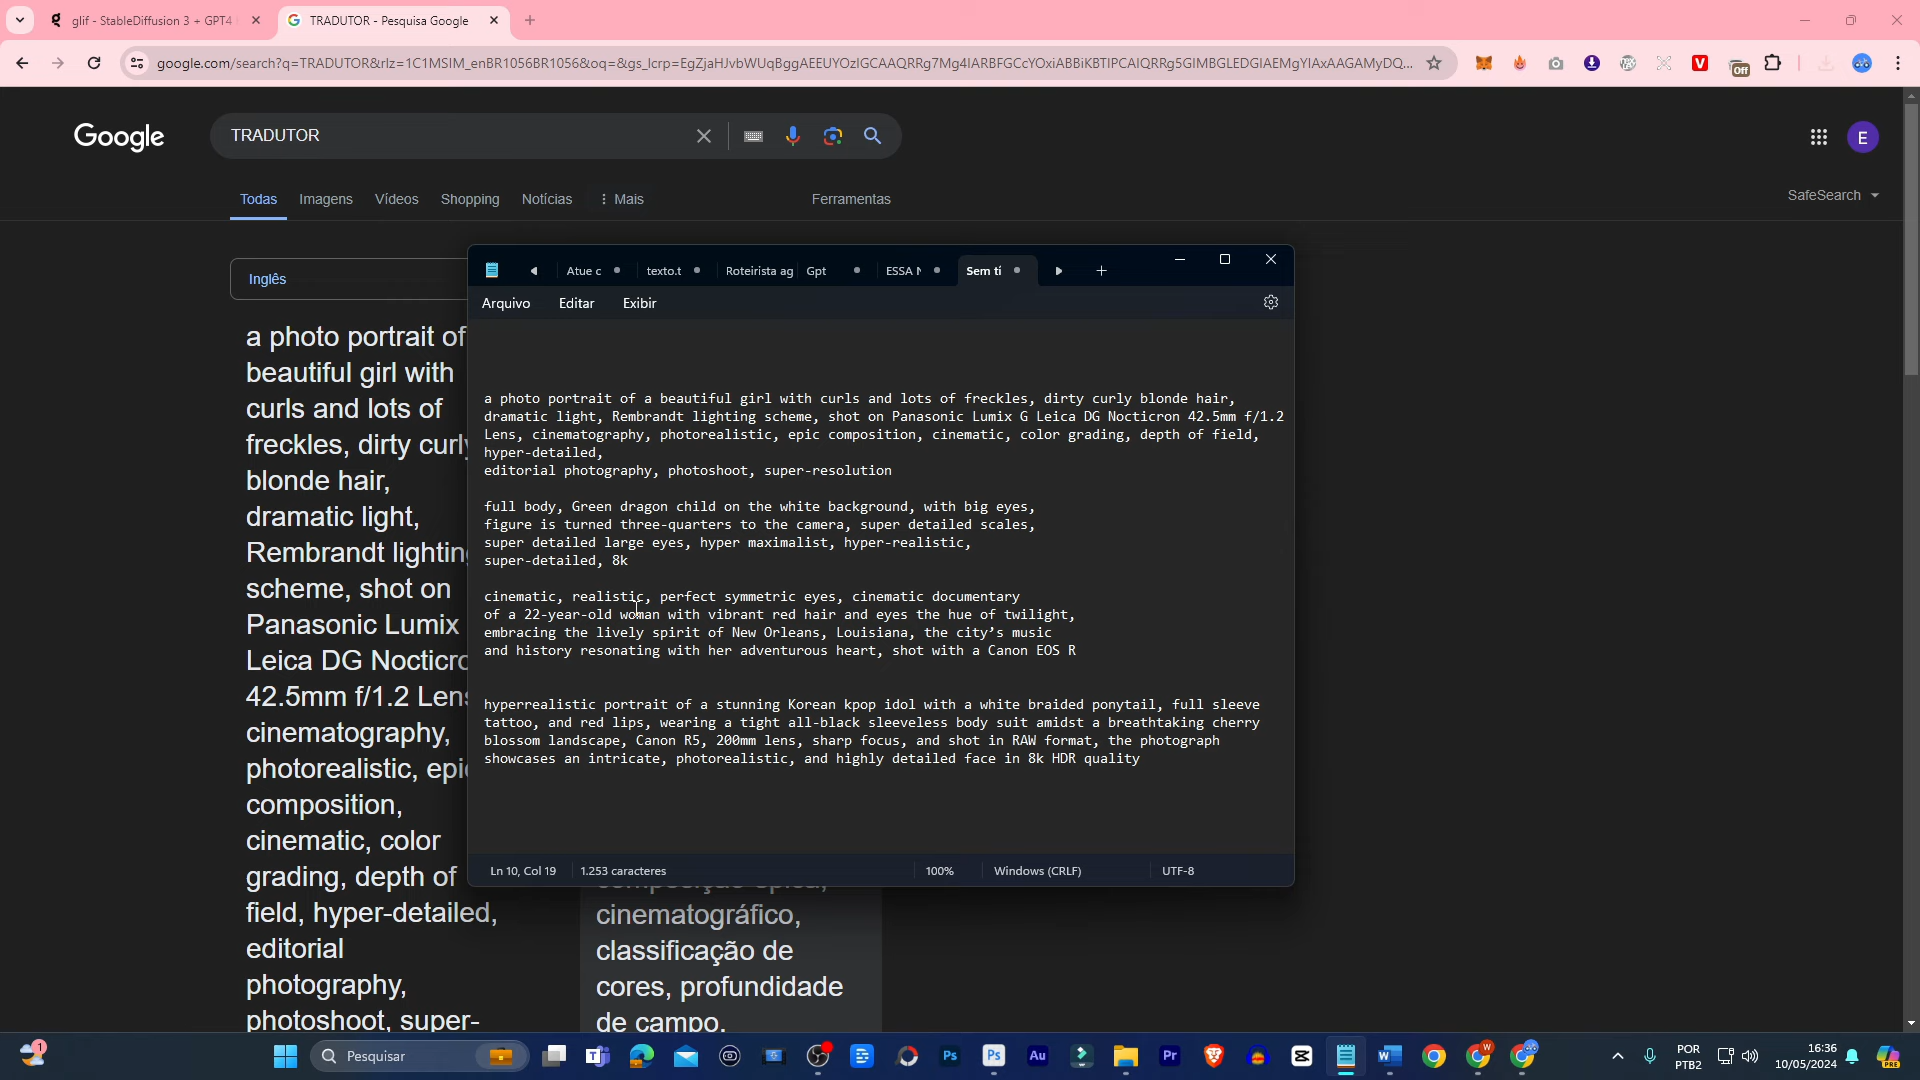 glif - StableDiffusion 3 + GPT4
TRADUTOR - Pesquisa Google
google.com/search?q=TRADUTOR&rlz=1C1MSIM_enBR1056BR1056&oq=&gs_lcrp=
Off
Google
TRADUTOR
E
Todas
Imagens
Vídeos
Shopping
Notícias
Mais
Ferramentas
SafeSearch
Inglês
a photo portrait of
beautiful girl with
curls and lots of
freckles, dirty curly
blonde hair,
dramatic light,
Rembrandt lighting
scheme, shot on
Panasonic Lumix
Leica DG Nocticro
42.5mm f/1.2 Lens
cinematography,
photorealistic, epic
composition,
cinematic, color
grading, depth of
field, hyper-detailed,
editorial
photography,
photoshoot, super-
Atue c
texto.t
Roteirista ag
Gpt
ESSA
Sem tí
Arquivo
Editar
Exibir
a photo portrait of a beautiful girl with curls and lots of freckles, dirty curly blonde hair,
dramatic light, Rembrandt lighting scheme, shot on Panasonic Lumix G Leica DG Nocticron 42.5mm f/1.2
Lens, cinematography, photorealistic, epic composition, cinematic, color grading, depth of field,
hyper-detailed,
editorial photography, photoshoot, super-resolution
full body, Green dragon child on the white background, with big eyes,
figure is turned three-quarters to the camera, super detailed scales,
super detailed large eyes, hyper maximalist, hyper-realistic,
super-detailed, 8k
cinematic, realistic, perfect symmetric eyes, cinematic documentary
of a 22-year-old woman with vibrant red hair and eyes the hue of twilight,
embracing the lively spirit of New Orleans, Louisiana, the city’s music
and history resonating with her adventurous heart, shot with a Canon EOS R
hyperrealistic portrait of a stunning Korean kpop idol with a white braided ponytail, full sleeve
tattoo, and red lips, wearing a tight all-black sleeveless body suit amidst a breathtaking cherry
blossom landscape, Canon R5, 200mm lens, sharp focus, and shot in RAW format, the photograph
showcases an intricate, photorealistic, and highly detailed face in 8k HDR quality
Ln 10, Col 19
1.253 caracteres
100%
Windows (CRLF)
UTF-8
composição épica,
cinematográfico,
classificação de
cores, profundidade
de campo,
1
Pesquisar
Ps
Ps
Au
Pr
W
POR
PTB2
16:36
10/05/2024
PRE